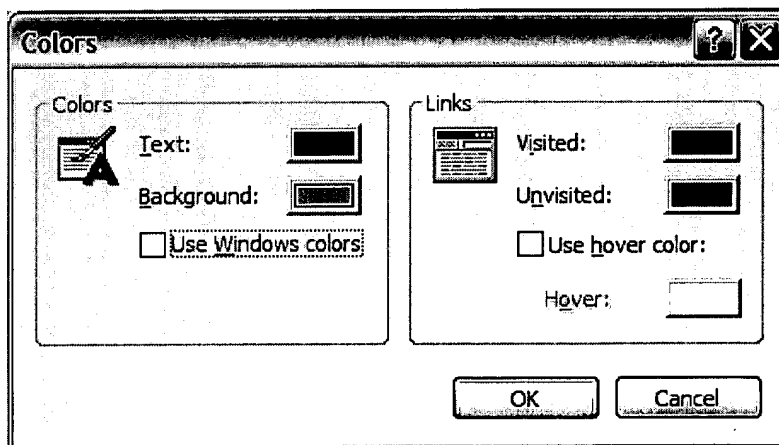 Colors
Colors
Text:
Background:
Use Windows colors
Links
Visited:
Unvisited:
Use hover color:
Hover:
OK
Cancel